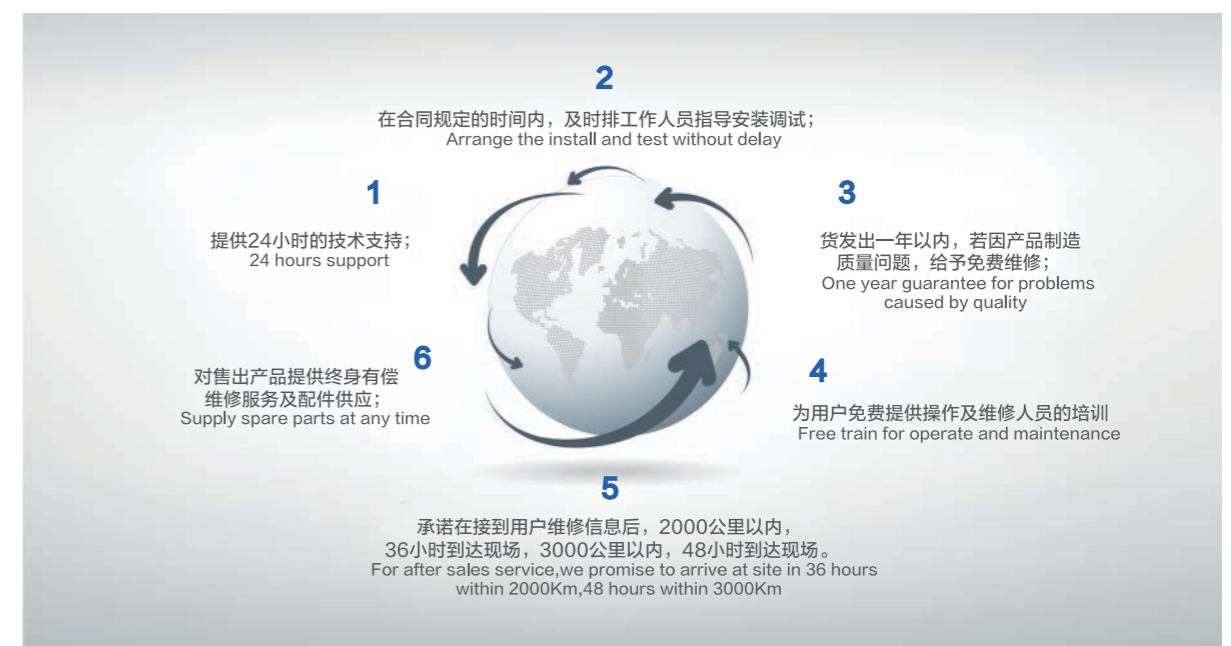 2
在合同规定的时间内，及时排工作人员指导安装调试；
Arrange the install and test without delay
1
提供24小时的技术支持；
24 hours support
3
货发出一年以内，若因产品制造
质量问题，给予免费维修；
One year guarantee for problems
caused by quality
6
对售出产品提供终身有偿
维修服务及配件供应；
Supply spare parts at any time
4
为用户免费提供操作及维修人员的培训
Free train for operate and maintenance
5
承诺在接到用户维修信息后，2000公里以内，
36小时到达现场，3000公里以内，48小时到达现场。
For after sales service,we promise to arrive at site in 36 hours
within 2000Km,48 hours within 3000Km